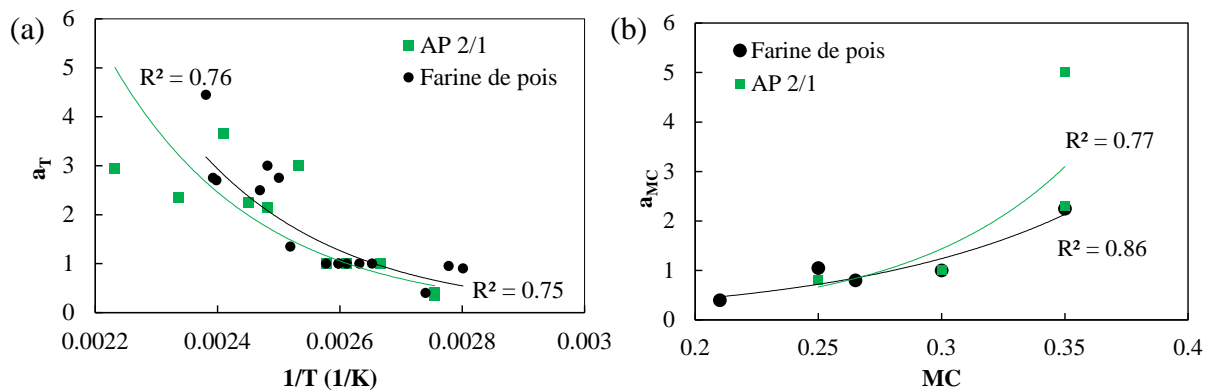 (a)
6
5
4
3
2
1
0
a_T
R² = 0.76
AP 2/1
Farine de pois
R² = 0.75
0.0022
0.0024
0.0026
0.0028
0.003
1/T (1/K)
(b)
6
5
4
3
2
1
0
a_MC
Farine de pois
AP 2/1
R² = 0.77
R² = 0.86
0.2
0.25
0.3
0.35
0.4
MC